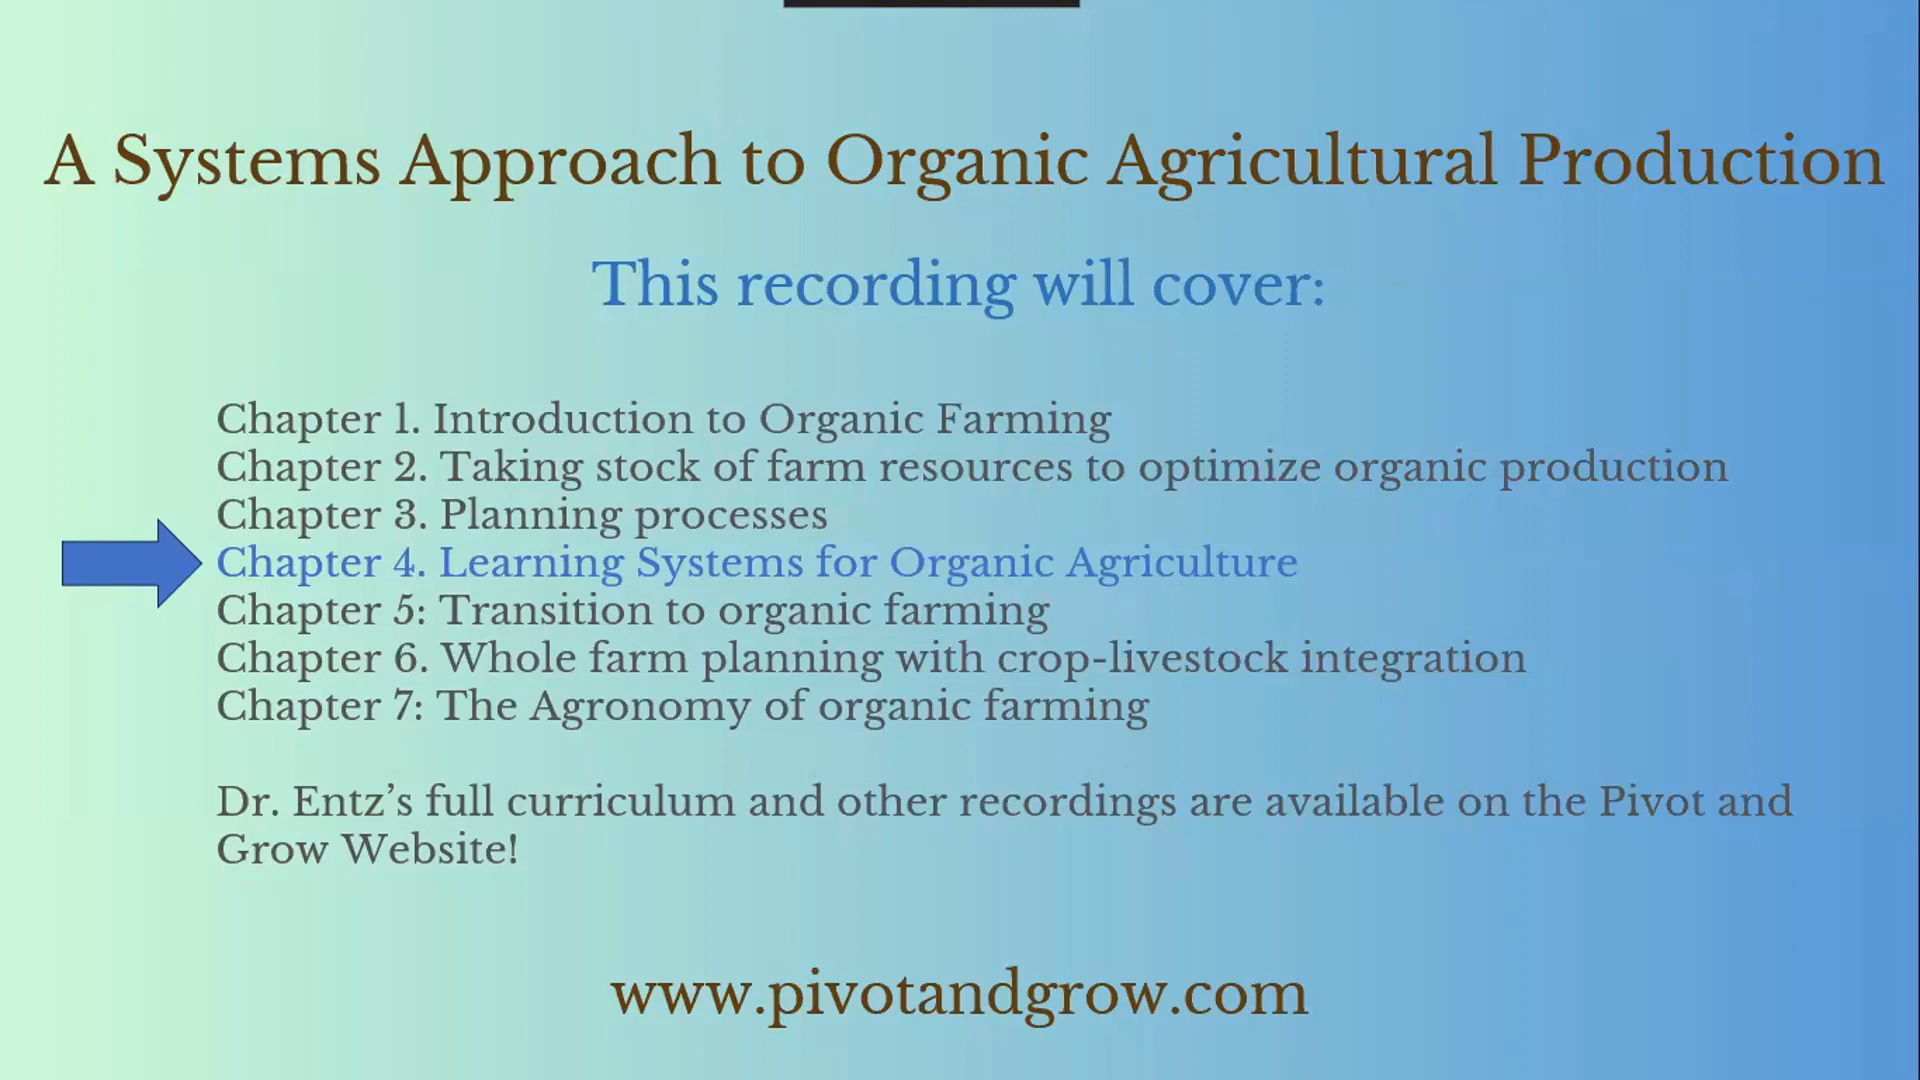 A Systems Approach to Organic Agricultural Production
This recording will cover:
Chapter 1. Introduction to Organic Farming
Chapter 2. Taking stock of farm resources to optimize organic production
Chapter 3. Planning processes
Chapter 4. Learning Systems for Organic Agriculture
Chapter 5: Transition to organic farming
Chapter 6. Whole farm planning with crop-livestock integration
Chapter 7: The Agronomy of organic farming
Dr. Entz’s full curriculum and other recordings are available on the Pivot and
Grow Website!
www.pivotandgrow.com